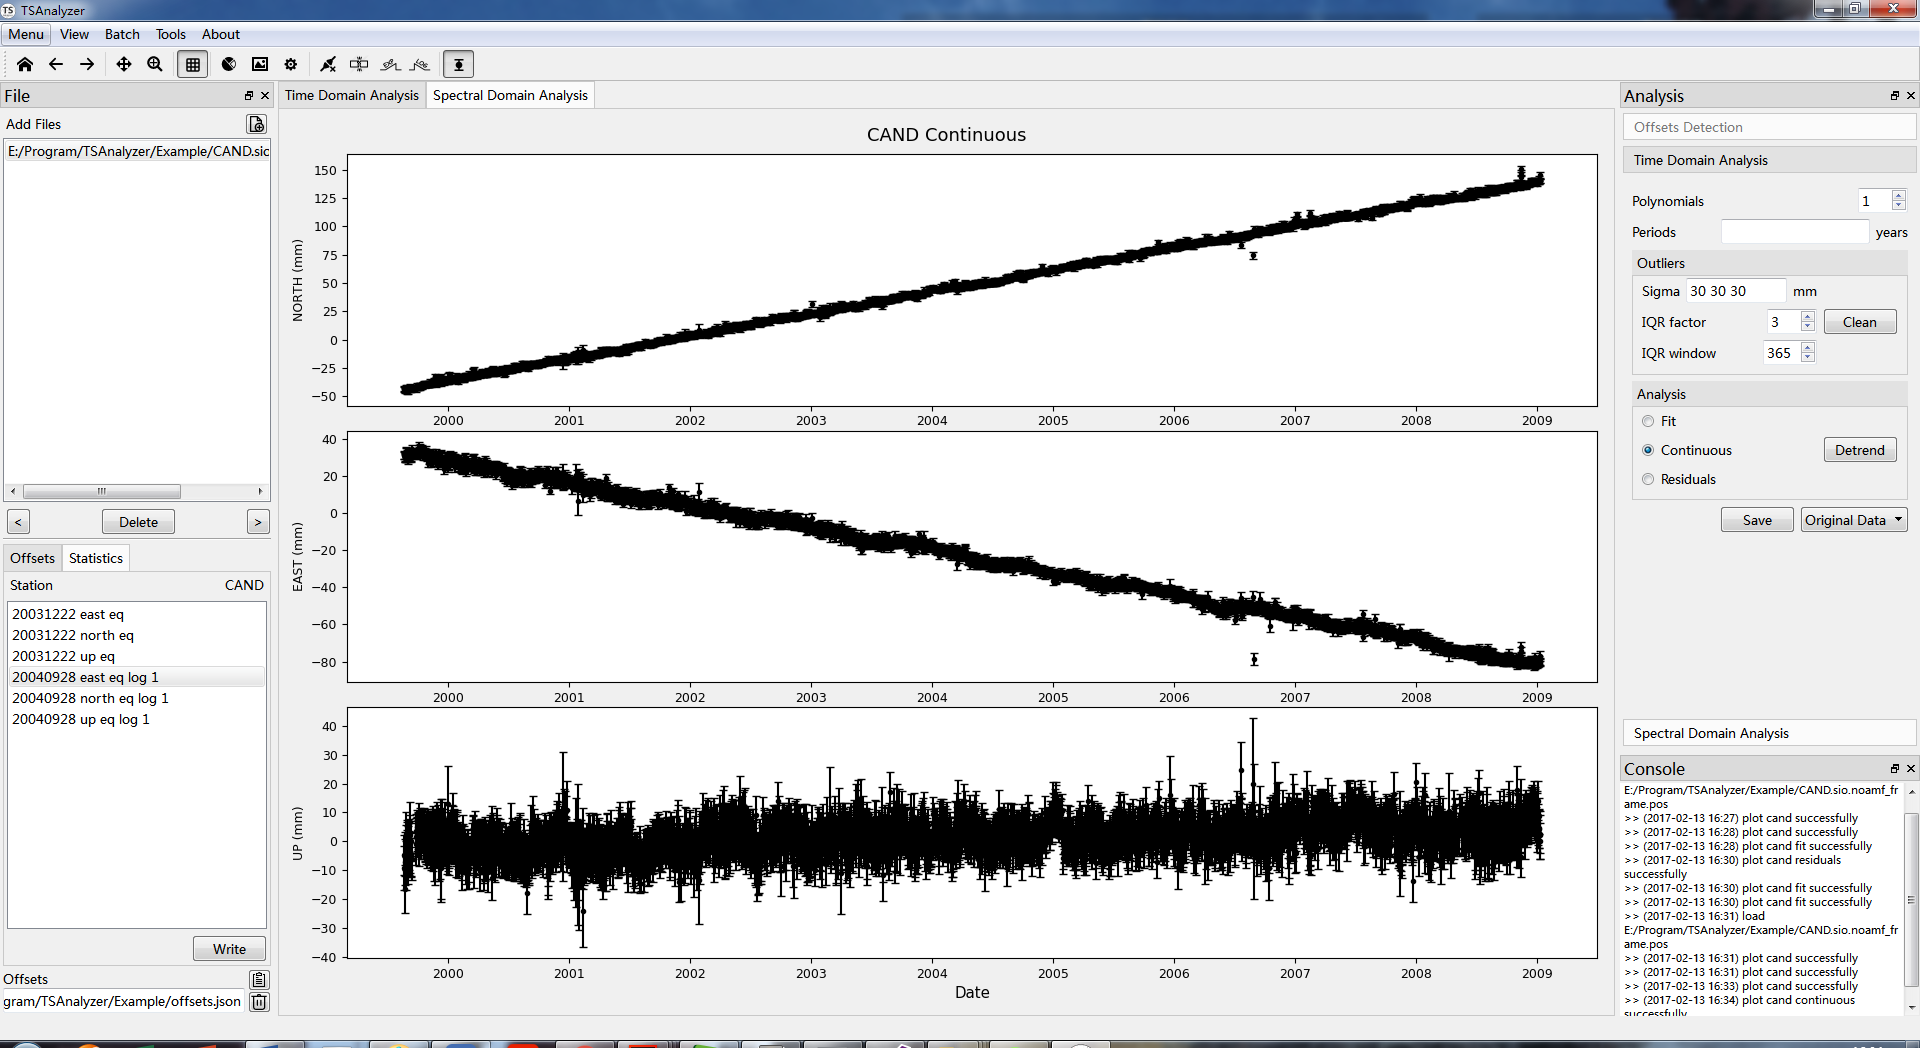 TS TSAnalyzer
Menu View Batch Tools About
File
Add Files
E:/Program/TSAnalyzer/Example/CAND.sio
< Delete >
Offsets Statistics
Station CAND
20031222 east eq
20031222 north eq
20031222 up eq
20040928 east eq log 1
20040928 north eq log 1
20040928 up eq log 1
Write
Offsets
gram/TSAnalyzer/Example/offsets.json
Time Domain Analysis Spectral Domain Analysis
CAND Continuous
NORTH (mm)
150
125
100
75
50
25
0
−25
−50
2000 2001 2002 2003 2004 2005 2006 2007 2008 2009
EAST (mm)
40
20
0
−20
−40
−60
−80
2000 2001 2002 2003 2004 2005 2006 2007 2008 2009
UP (mm)
40
30
20
10
0
−10
−20
−30
−40
2000 2001 2002 2003 2004 2005 2006 2007 2008 2009
Date
Analysis
Offsets Detection
Time Domain Analysis
Polynomials 1
Periods years
Outliers
Sigma 30 30 30 mm
IQR factor 3 Clean
IQR window 365
Analysis
Fit
Continuous Detrend
Residuals
Save Original Data
Spectral Domain Analysis
Console
E:/Program/TSAnalyzer/Example/CAND.sio.noamf_fr
ame.pos
>> (2017-02-13 16:27) plot cand successfully
>> (2017-02-13 16:28) plot cand successfully
>> (2017-02-13 16:28) plot cand fit successfully
>> (2017-02-13 16:30) plot cand residuals
successfully
>> (2017-02-13 16:30) plot cand fit successfully
>> (2017-02-13 16:30) plot cand fit successfully
>> (2017-02-13 16:31) load
E:/Program/TSAnalyzer/Example/CAND.sio.noamf_fr
ame.pos
>> (2017-02-13 16:31) plot cand successfully
>> (2017-02-13 16:31) plot cand successfully
>> (2017-02-13 16:33) plot cand successfully
>> (2017-02-13 16:34) plot cand continuous
successfully